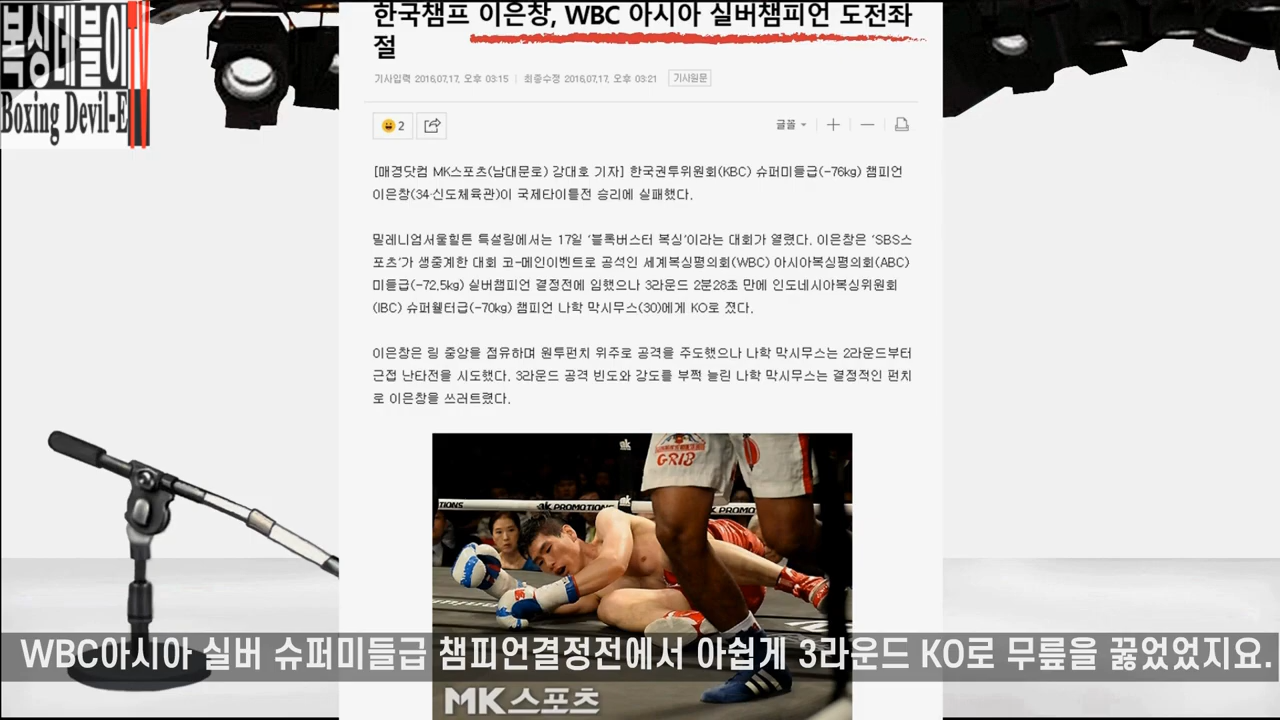 복싱데블이TV
Boxing Devil-E
한국챔프 이은창, WBC 아시아 실버챔피언 도전좌
절
기사입력 2016.07.17. 오후 03:15 | 최종수정 2016.07.17. 오후 03:21 기사원문
2
글꼴
[매경닷컴 MK스포츠(남대문로) 강대호 기자] 한국권투위원회(KBC) 슈퍼미들급(-76kg) 챔피언
이은창(34·신도체육관)이 국제타이틀전 승리에 실패했다.
밀레니엄서울힐튼 특설링에서는 17일 ‘블록버스터 복싱’이라는 대회가 열렸다. 이은창은 ‘SBS스
포츠’가 생중계한 대회 코-메인이벤트로 공석인 세계복싱평의회(WBC) 아시아복싱평의회(ABC)
미들급(-72.5kg) 실버챔피언 결정전에 임했으나 3라운드 2분28초 만에 인도네시아복싱위원회
(IBC) 슈퍼웰터급(-70kg) 챔피언 나학 막시무스(30)에게 KO로 졌다.
이은창은 링 중앙을 점유하며 원투펀치 위주로 공격을 주도했으나 나학 막시무스는 2라운드부터
근접 난타전을 시도했다. 3라운드 공격 빈도와 강도를 부쩍 늘린 나학 막시무스는 결정적인 펀치
로 이은창을 쓰러트렸다.
GR18
IONS
PROMOTIONS
WBC아시아 실버 슈퍼미들급 챔피언결정전에서 아쉽게 3라운드 KO로 무릎을 꿇었었지요.
MK스포츠